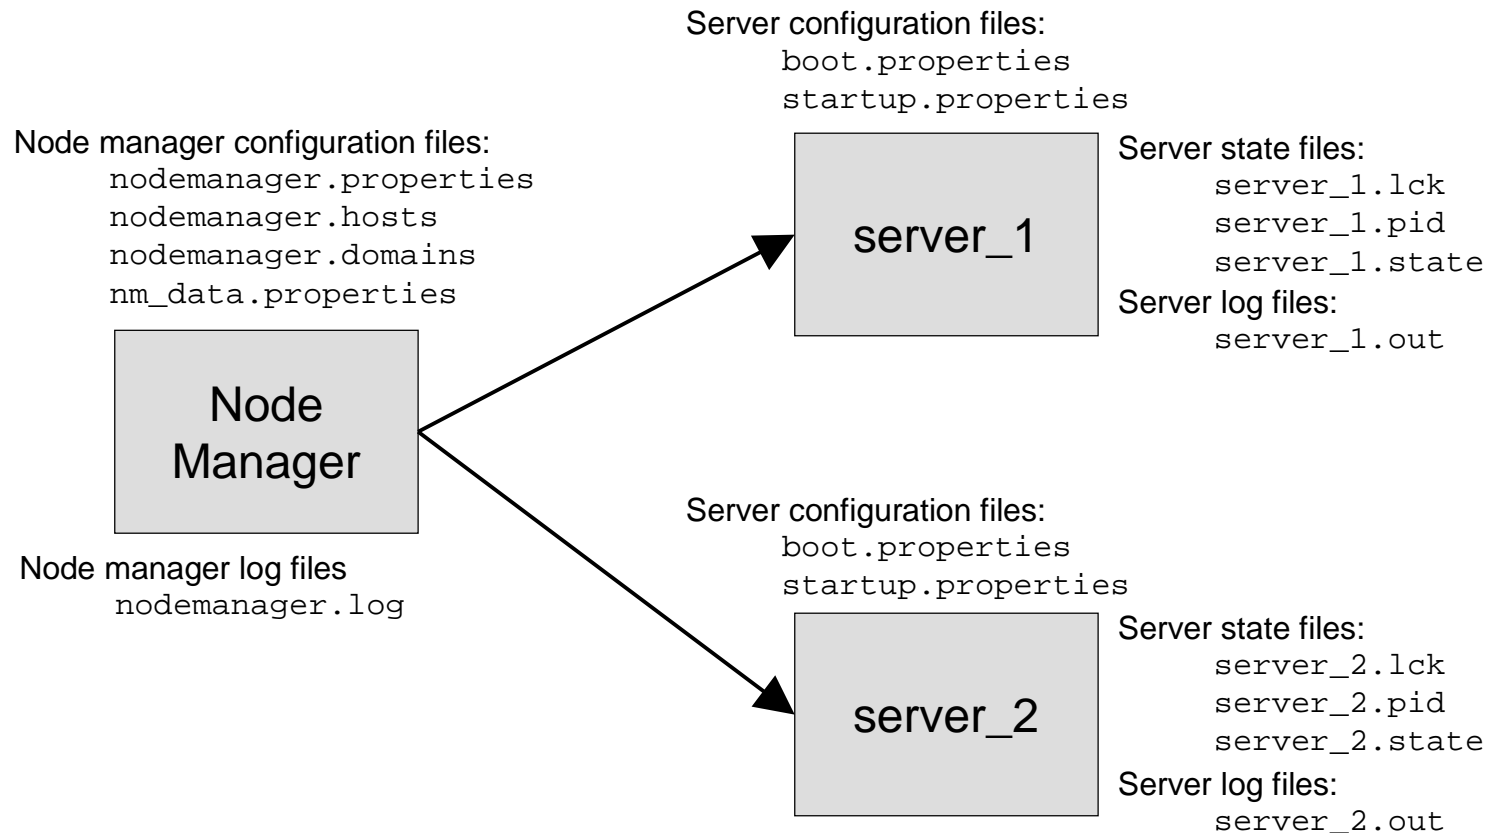 Server configuration files:
boot.properties
startup.properties
Node manager configuration files:
nodemanager.properties
nodemanager.hosts
nodemanager.domains
nm_data.properties
Node
Manager
Node manager log files
nodemanager.log
server_1
Server state files:
server_1.lck
server_1.pid
server_1.state
Server log files:
server_1.out
Server configuration files:
boot.properties
startup.properties
server_2
Server state files:
server_2.lck
server_2.pid
server_2.state
Server log files:
server_2.out